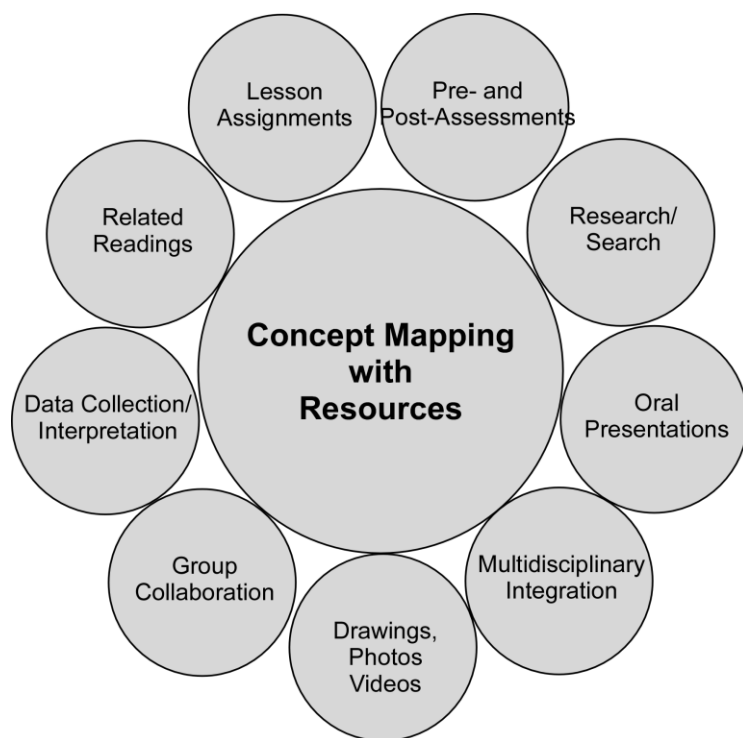 Concept Mapping
with
Resources
Pre- and
Post-Assessments
Research/
Search
Oral
Presentations
Multidisciplinary
Integration
Drawings,
Photos
Videos
Group
Collaboration
Data Collection/
Interpretation
Related
Readings
Lesson
Assignments